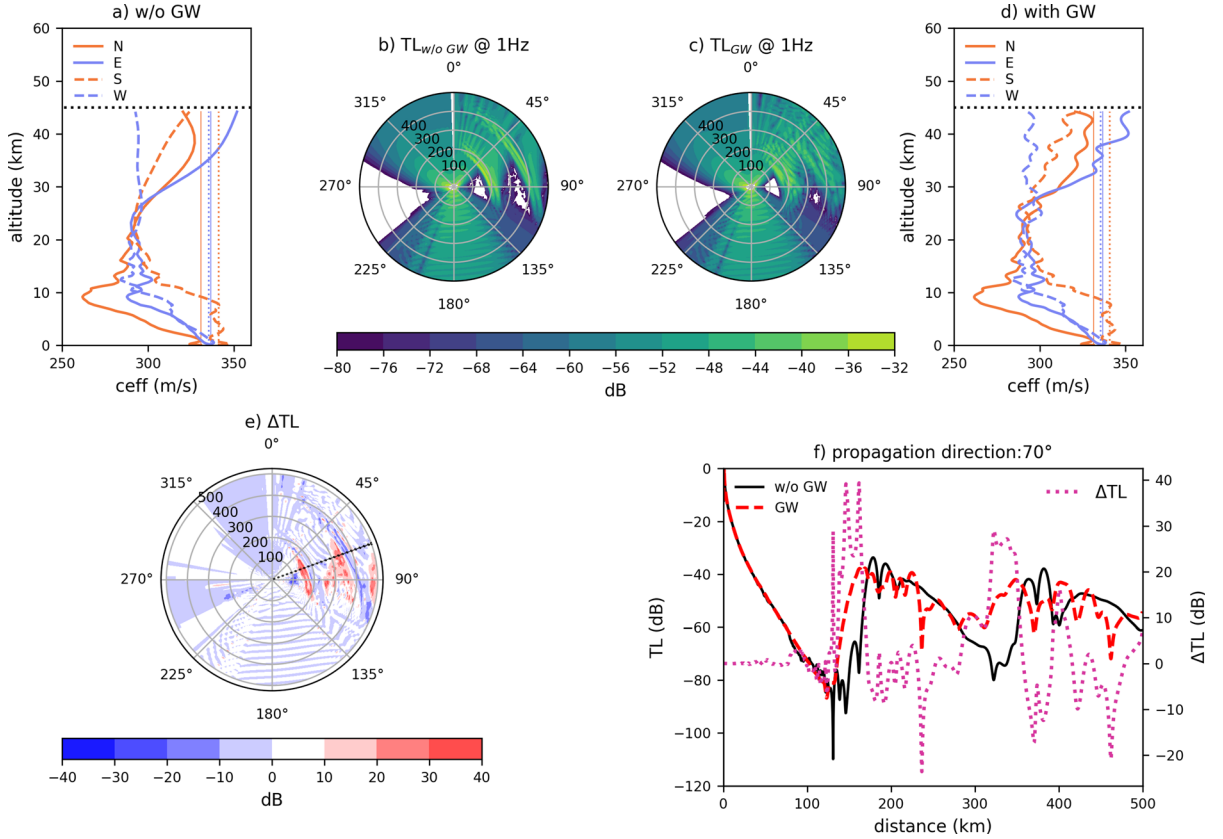 a) w/o GW
60
50
40
30
20
10
0
altitude (km)
N
E
S
W
250
300
350
ceff (m/s)
b) TLw/o GW @ 1Hz
0°
45°
90°
135°
180°
225°
270°
315°
400
300
200
100
c) TLGW @ 1Hz
0°
45°
90°
135°
180°
225°
270°
315°
400
300
200
100
−80 −76 −72 −68 −64 −60 −56 −52 −48 −44 −40 −36 −32
dB
d) with GW
60
50
40
30
20
10
0
altitude (km)
N
E
S
W
250
300
350
ceff (m/s)
e) ΔTL
0°
45°
90°
135°
180°
225°
270°
315°
500
400
300
200
100
−40 −30 −20 −10 0 10 20 30 40
dB
f) propagation direction:70°
w/o GW
GW
ΔTL
0
−20
−40
−60
−80
−100
−120
TL (dB)
40
30
20
10
0
−10
−20
ΔTL (dB)
0 100 200 300 400 500
distance (km)